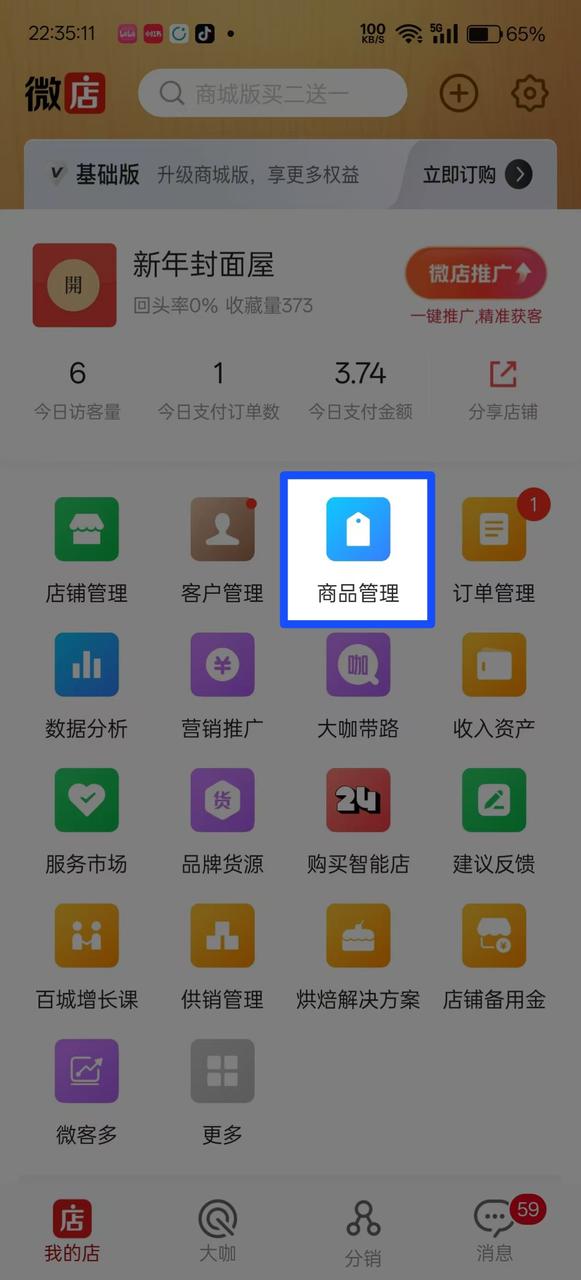 22:35:11 100 KB/S 5G 65%
微店 商城版买二送一
V 基础版 升级商城版，享更多权益 立即订购
開 新年封面屋 微店推广
回头率0% 收藏量373 一键推广,精准获客
6 1 3.74
今日访客量 今日支付订单数 今日支付金额 分享店铺
1
店铺管理 客户管理 商品管理 订单管理
¥ 咖
数据分析 营销推广 大咖带路 收入资产
货 24
服务市场 品牌货源 购买智能店 建议反馈
¥
百城增长课 供销管理 烘焙解决方案 店铺备用金
微客多 更多
店 59
我的店 大咖 分销 消息